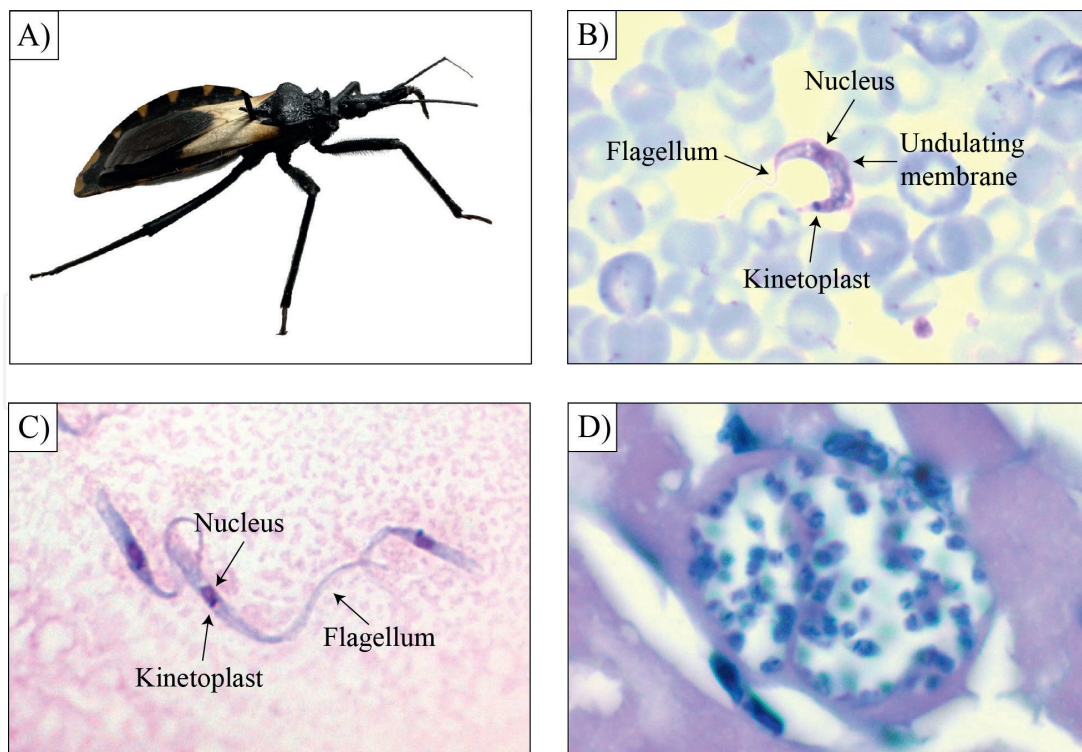 A)
B)
Nucleus
Flagellum
Undulating
membrane
Kinetoplast
C)
Nucleus
Flagellum
Kinetoplast
D)